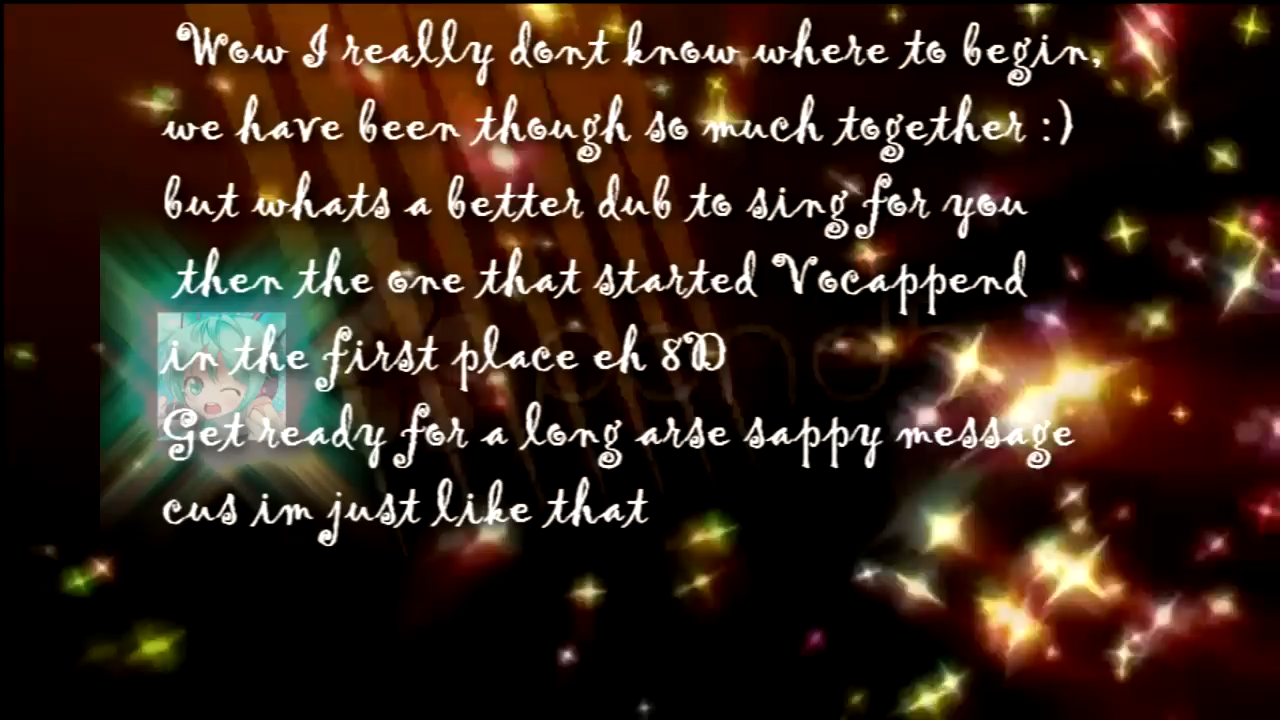 Wow I really dont know where to begin,
we have been though so much together :)
but whats a better dub to sing for you
then the one that started Vocappend
in the first place eh 8D
Get ready for a long arse sappy message
cus im just like that